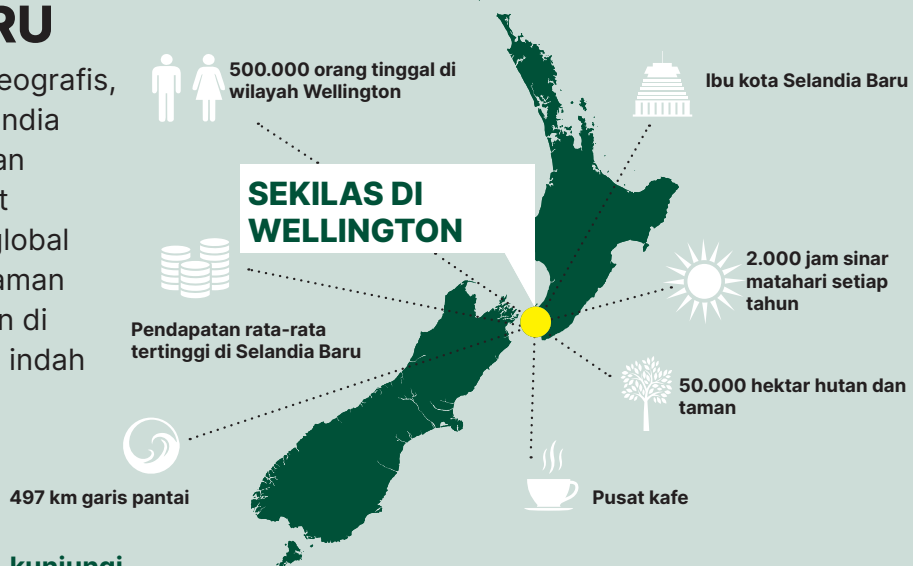 RU
eografis,
ndia
an
t
global
aman
n di
indah
500.000 orang tinggal di
wilayah Wellington
Ibu kota Selandia Baru
SEKILAS DI
WELLINGTON
2.000 jam sinar
matahari setiap
tahun
Pendapatan rata-rata
tertinggi di Selandia Baru
50.000 hektar hutan dan
taman
497 km garis pantai
Pusat kafe
kunjungi